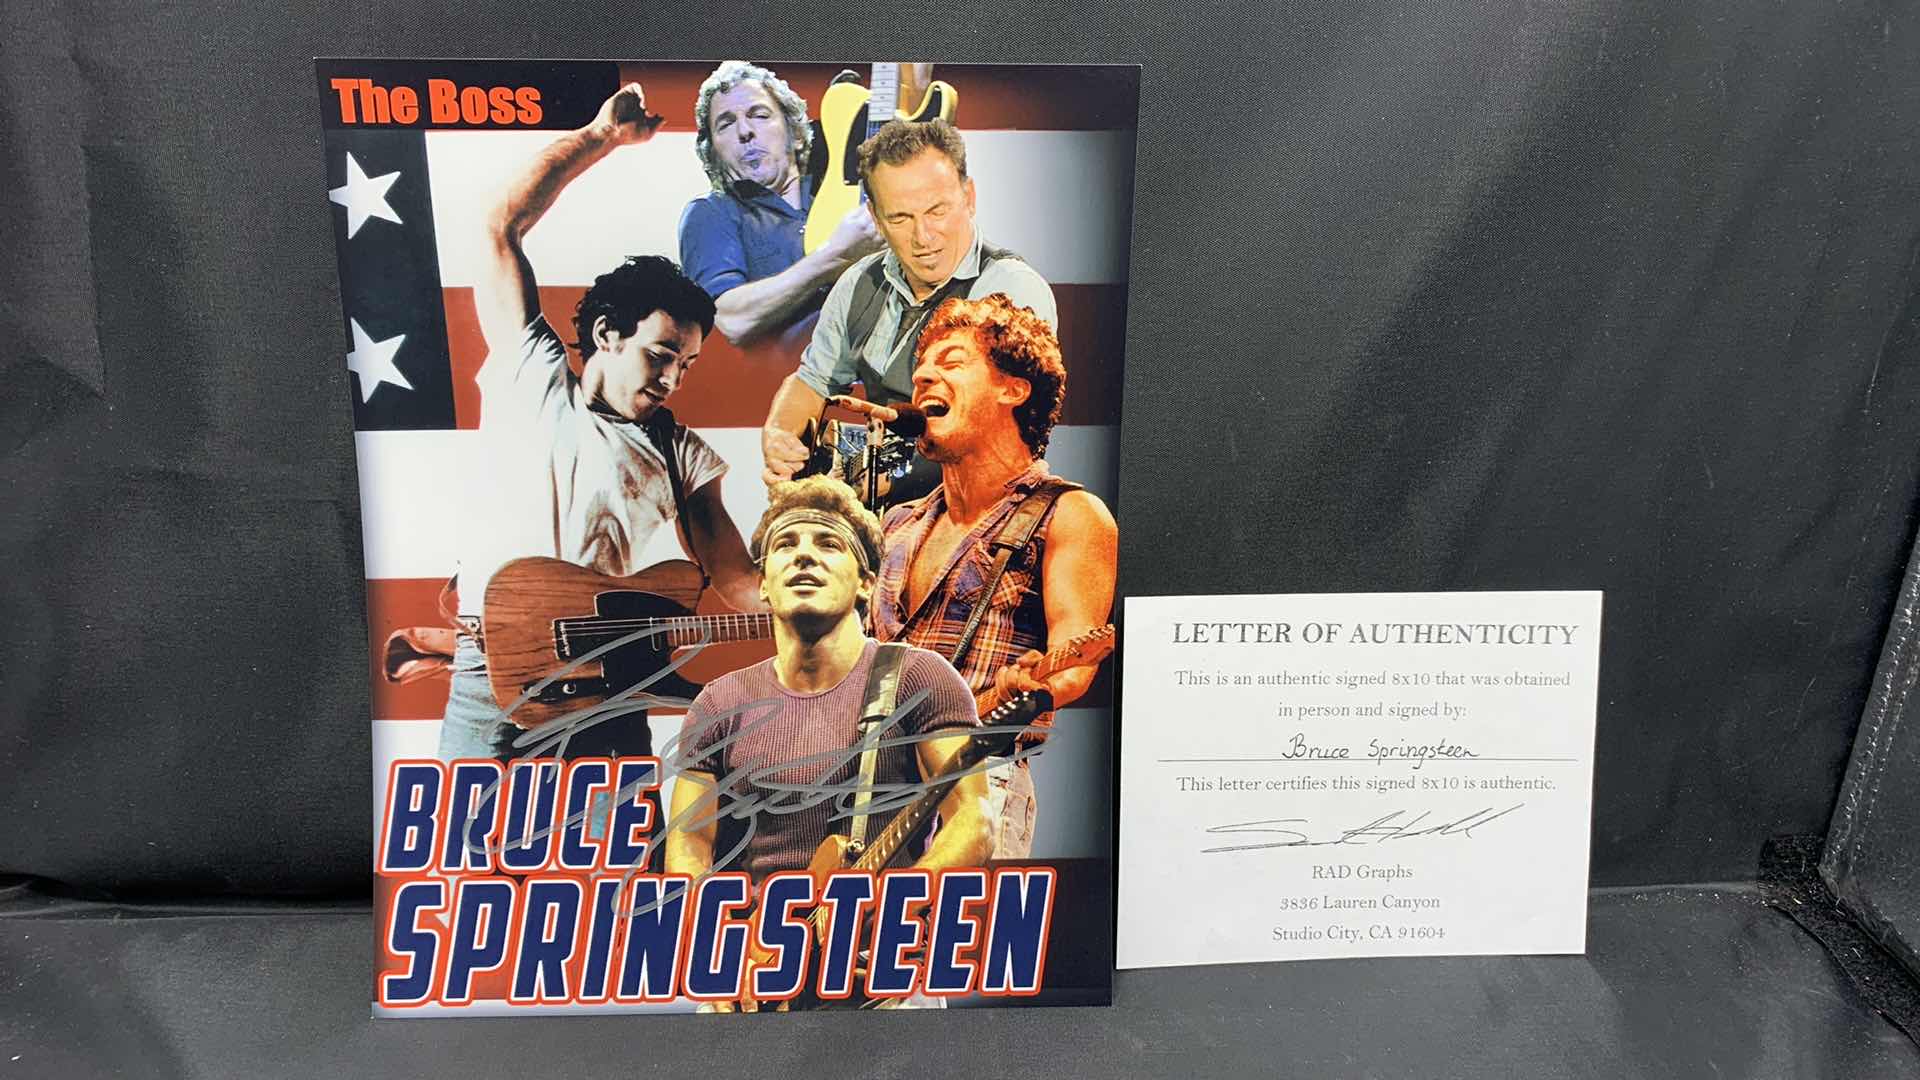 The Boss
BRUCE
SPRINGSTEEN
LETTER OF AUTHENTICITY
This is an authentic signed 8x10 that was obtained
in person and signed by:
Bruce Springsteen
This letter certifies this signed 8x10 is authentic.
RAD Graphs
3836 Lauren Canyon
Studio City, CA 91604